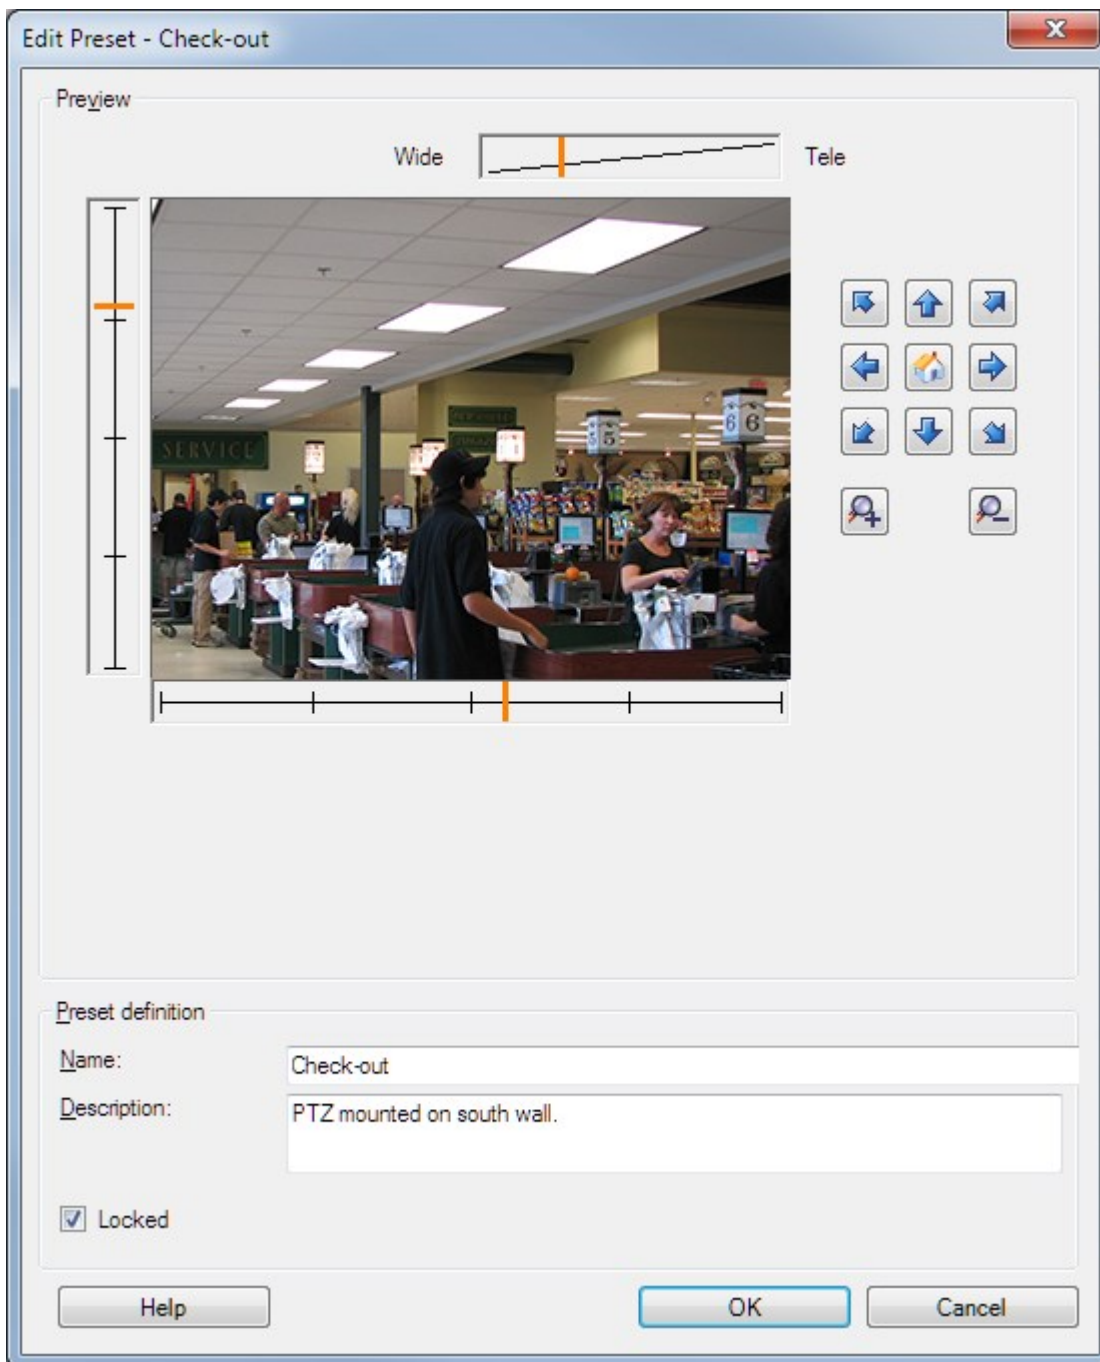 Edit Preset - Check-out
Preview
Wide
Tele
SERVICE
5 5
6 6
Preset definition
Name:
Check-out
Description:
PTZ mounted on south wall.
Locked
Help
OK
Cancel